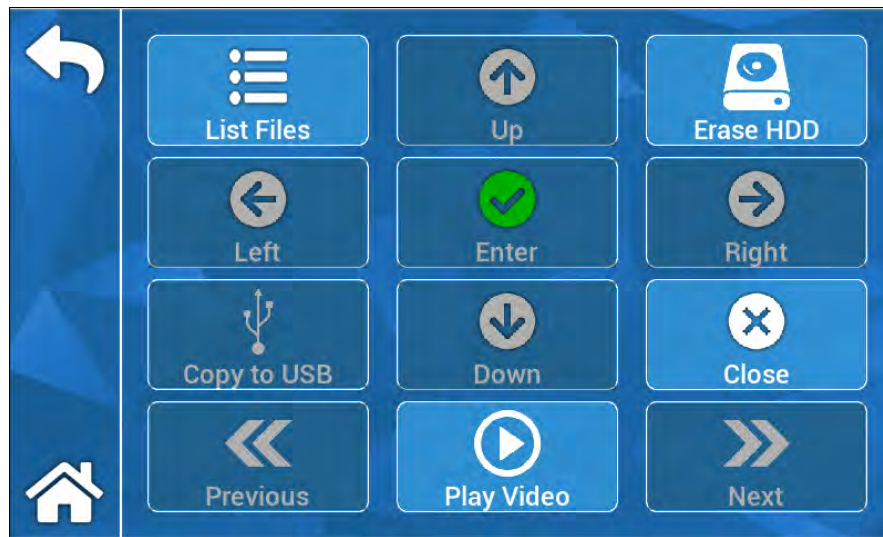 List Files
Up
Erase HDD
Left
Enter
Right
Copy to USB
Down
Close
Previous
Play Video
Next